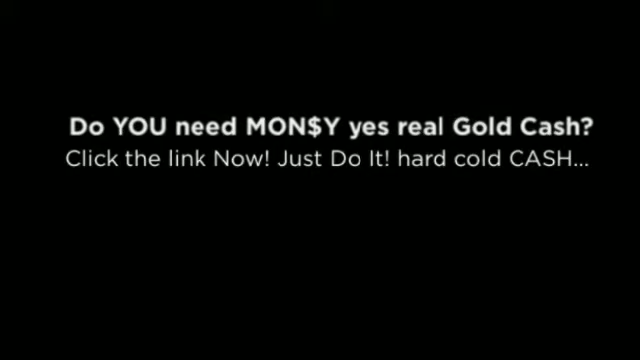 Do YOU need MON$Y yes real Gold Cash?
Click the link Now! Just Do It! hard cold CASH...